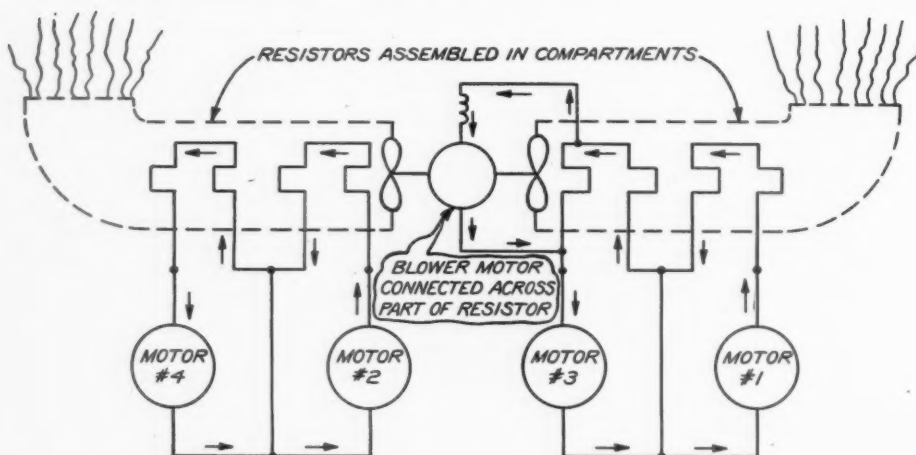 RESISTORS ASSEMBLED IN COMPARTMENTS
BLOWER MOTOR
CONNECTED ACROSS
PART OF RESISTOR
MOTOR
#4
MOTOR
#2
MOTOR
#3
MOTOR
#1